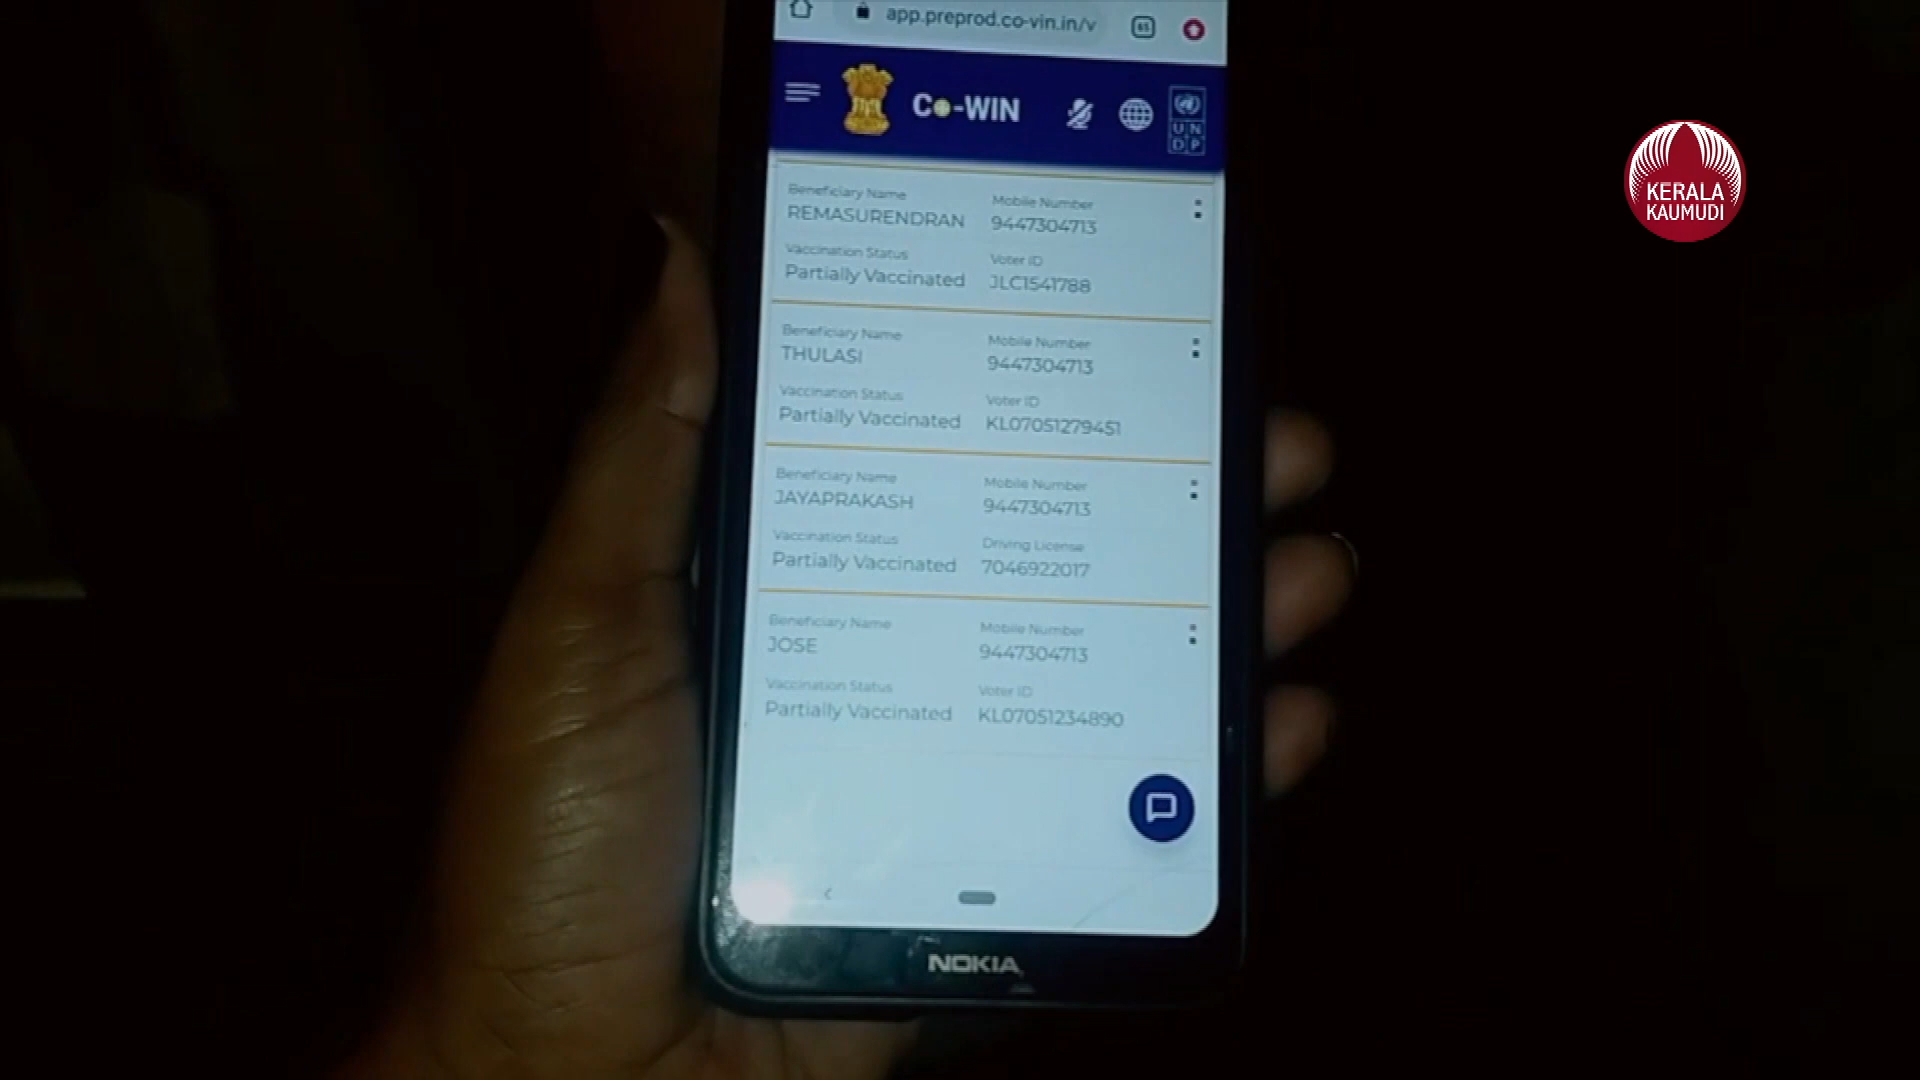 app.preprod.co-vin.in/v
Co-WIN
UN
DP
Beneficiary Name Mobile Number
REMASURENDRAN 9447304713
Vaccination Status Voter ID
Partially Vaccinated JLC1541788
Beneficiary Name Mobile Number
THULASI 9447304713
Vaccination Status Voter ID
Partially Vaccinated KL07051279451
Beneficiary Name Mobile Number
JAYAPRAKASH 9447304713
Vaccination Status Driving License
Partially Vaccinated 7046922017
Beneficiary Name Mobile Number
JOSE 9447304713
Vaccination Status Voter ID
Partially Vaccinated KL07051234890
NOKIA
KERALA
KAUMUDI